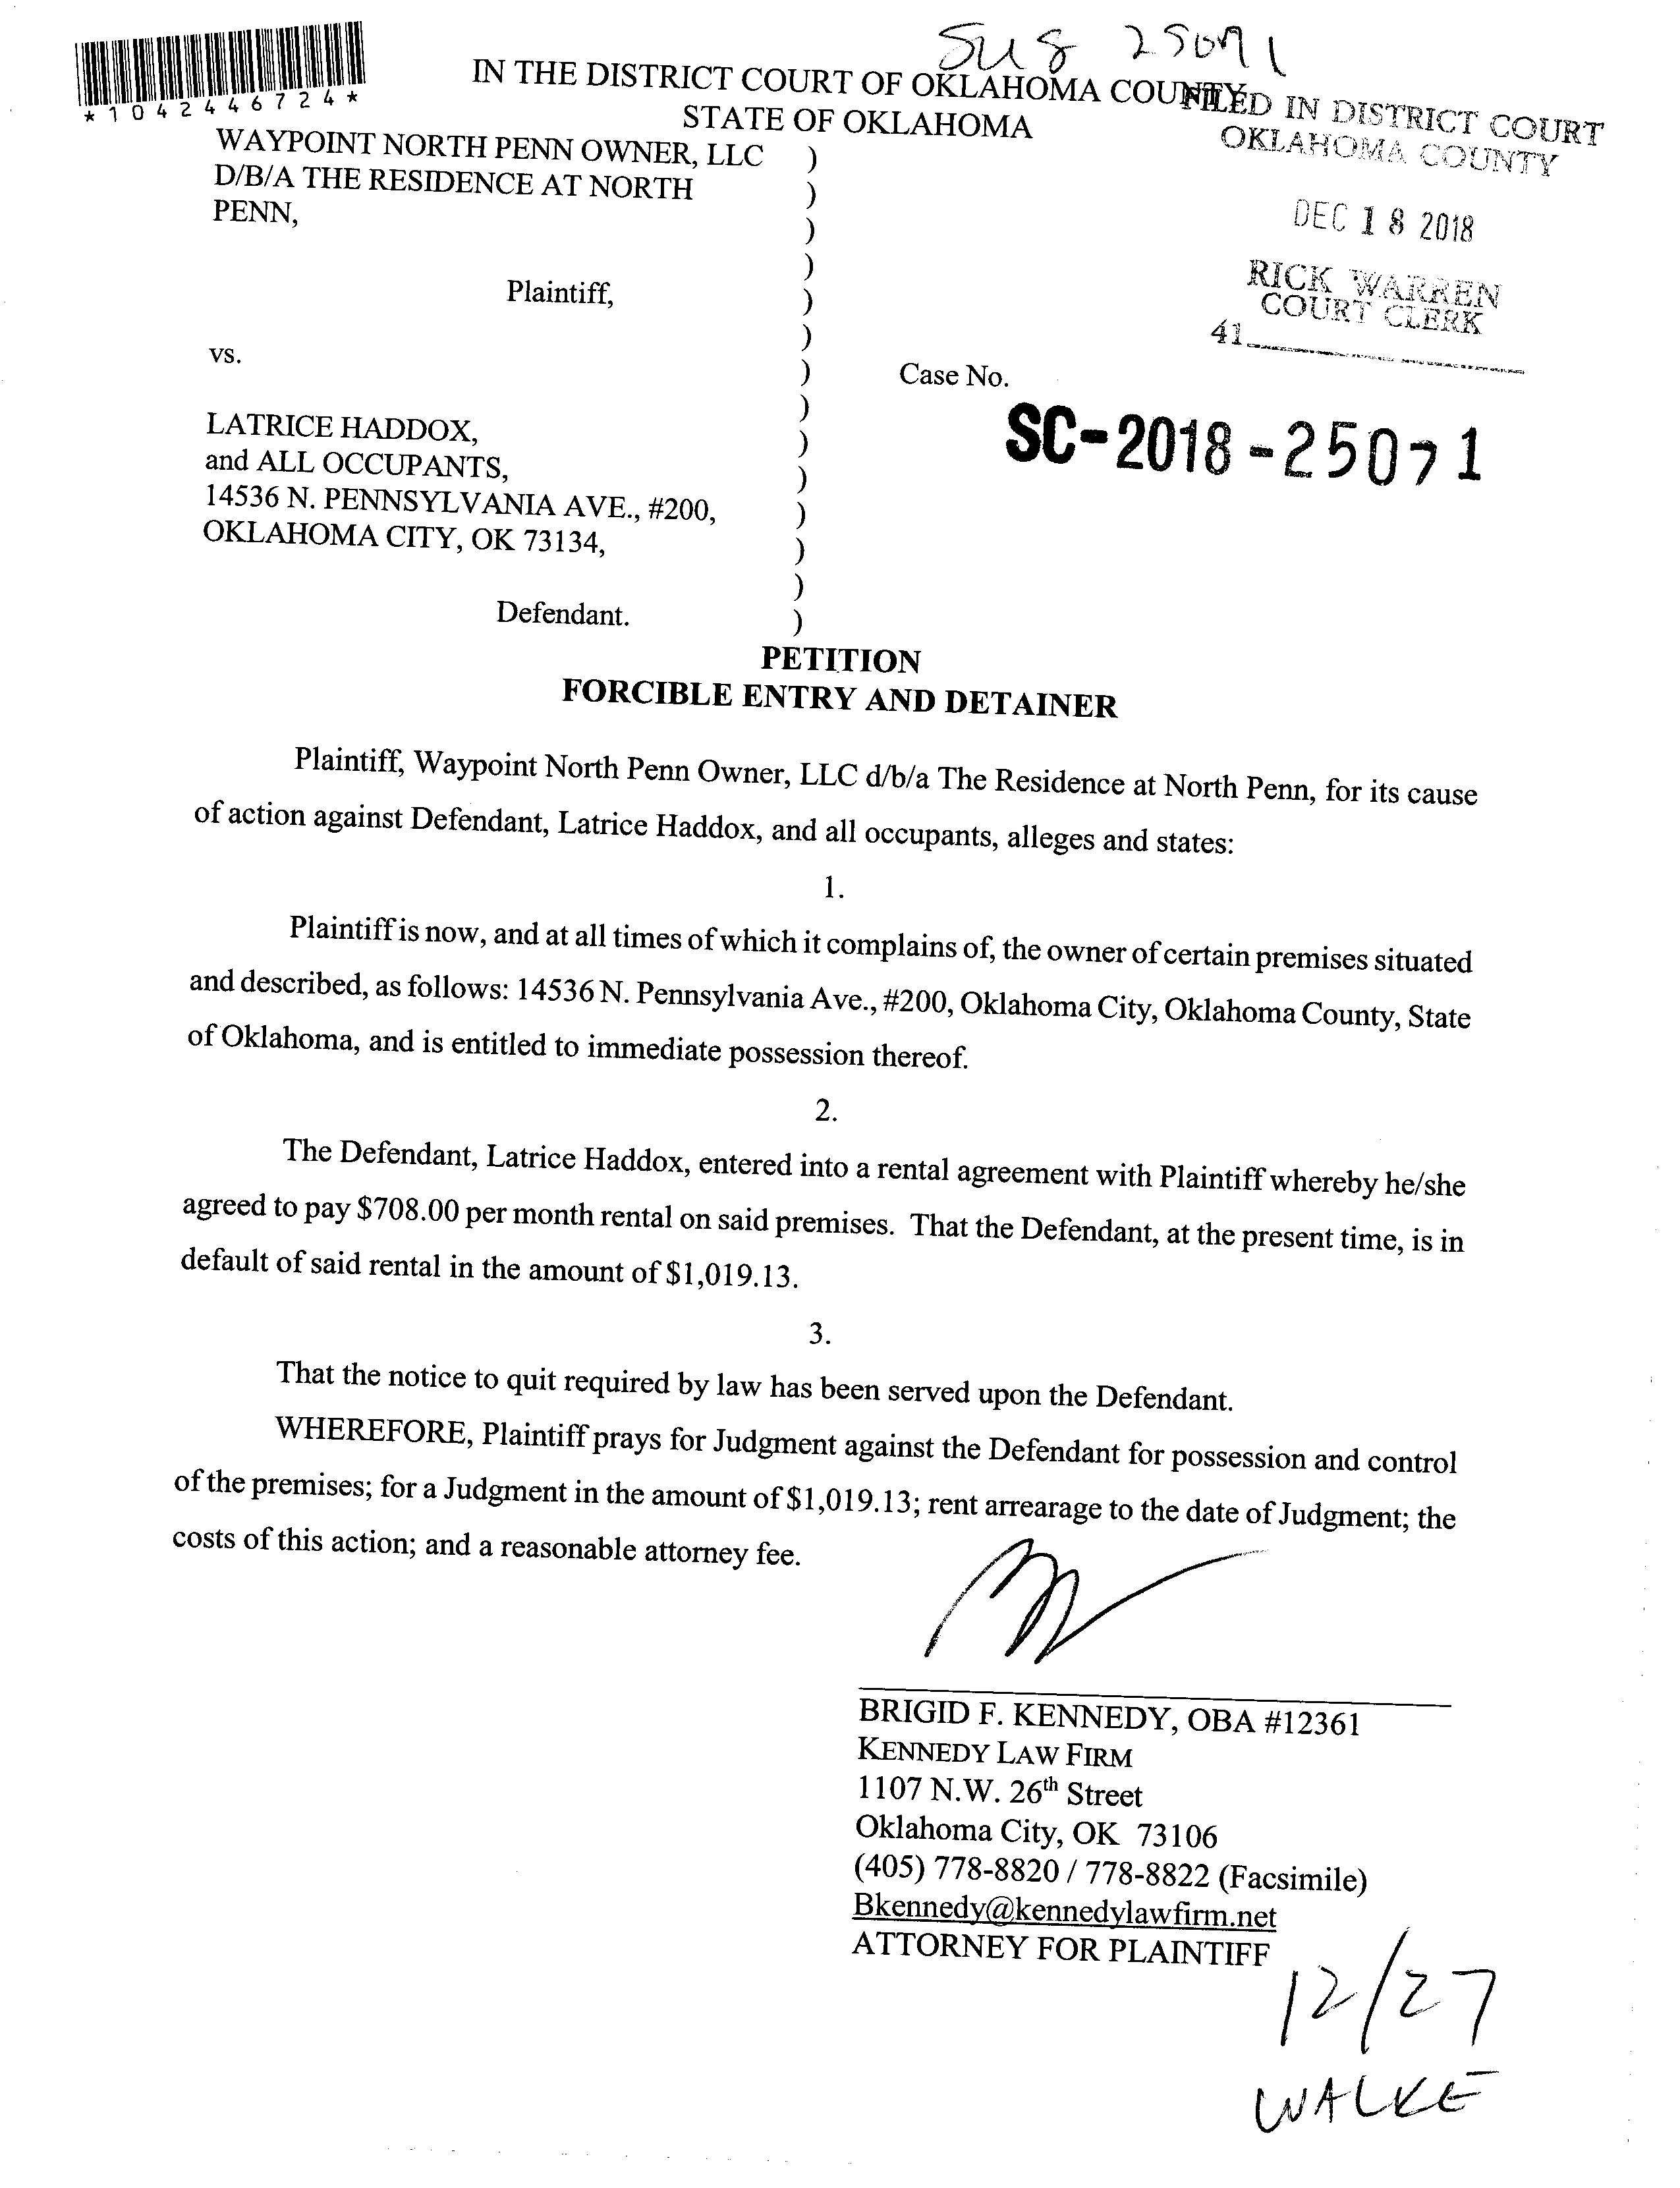 25071
*1042446724*
IN THE DISTRICT COURT OF OKLAHOMA COUNTY
STATE OF OKLAHOMA
FILED IN DISTRICT COURT
OKLAHOMA COUNTY
DEC 18 2018
RICK WARREN
COURT CLERK
41
WAYPOINT NORTH PENN OWNER, LLC )
D/B/A THE RESIDENCE AT NORTH )
PENN, )
)
Plaintiff, )
)
vs. )
Case No.
SC-2018-25071
)
LATRICE HADDOX, )
and ALL OCCUPANTS, )
14536 N. PENNSYLVANIA AVE., #200, )
OKLAHOMA CITY, OK 73134, )
)
Defendant. )
PETITION
FORCIBLE ENTRY AND DETAINER
Plaintiff, Waypoint North Penn Owner, LLC d/b/a The Residence at North Penn, for its cause
of action against Defendant, Latrice Haddox, and all occupants, alleges and states:
1.
Plaintiff is now, and at all times of which it complains of, the owner of certain premises situated
and described, as follows: 14536 N. Pennsylvania Ave., #200, Oklahoma City, Oklahoma County, State
of Oklahoma, and is entitled to immediate possession thereof.
2.
The Defendant, Latrice Haddox, entered into a rental agreement with Plaintiff whereby he/she
agreed to pay $708.00 per month rental on said premises. That the Defendant, at the present time, is in
default of said rental in the amount of $1,019.13.
3.
That the notice to quit required by law has been served upon the Defendant.
WHEREFORE, Plaintiff prays for Judgment against the Defendant for possession and control
of the premises; for a Judgment in the amount of $1,019.13; rent arrearage to the date of Judgment; the
costs of this action; and a reasonable attorney fee.
BRIGID F. KENNEDY, OBA #12361
KENNEDY LAW FIRM
1107 N.W. 26th Street
Oklahoma City, OK 73106
(405) 778-8820 / 778-8822 (Facsimile)
Bkennedy@kennedylawfirm.net
ATTORNEY FOR PLAINTIFF
12/27
WALKE